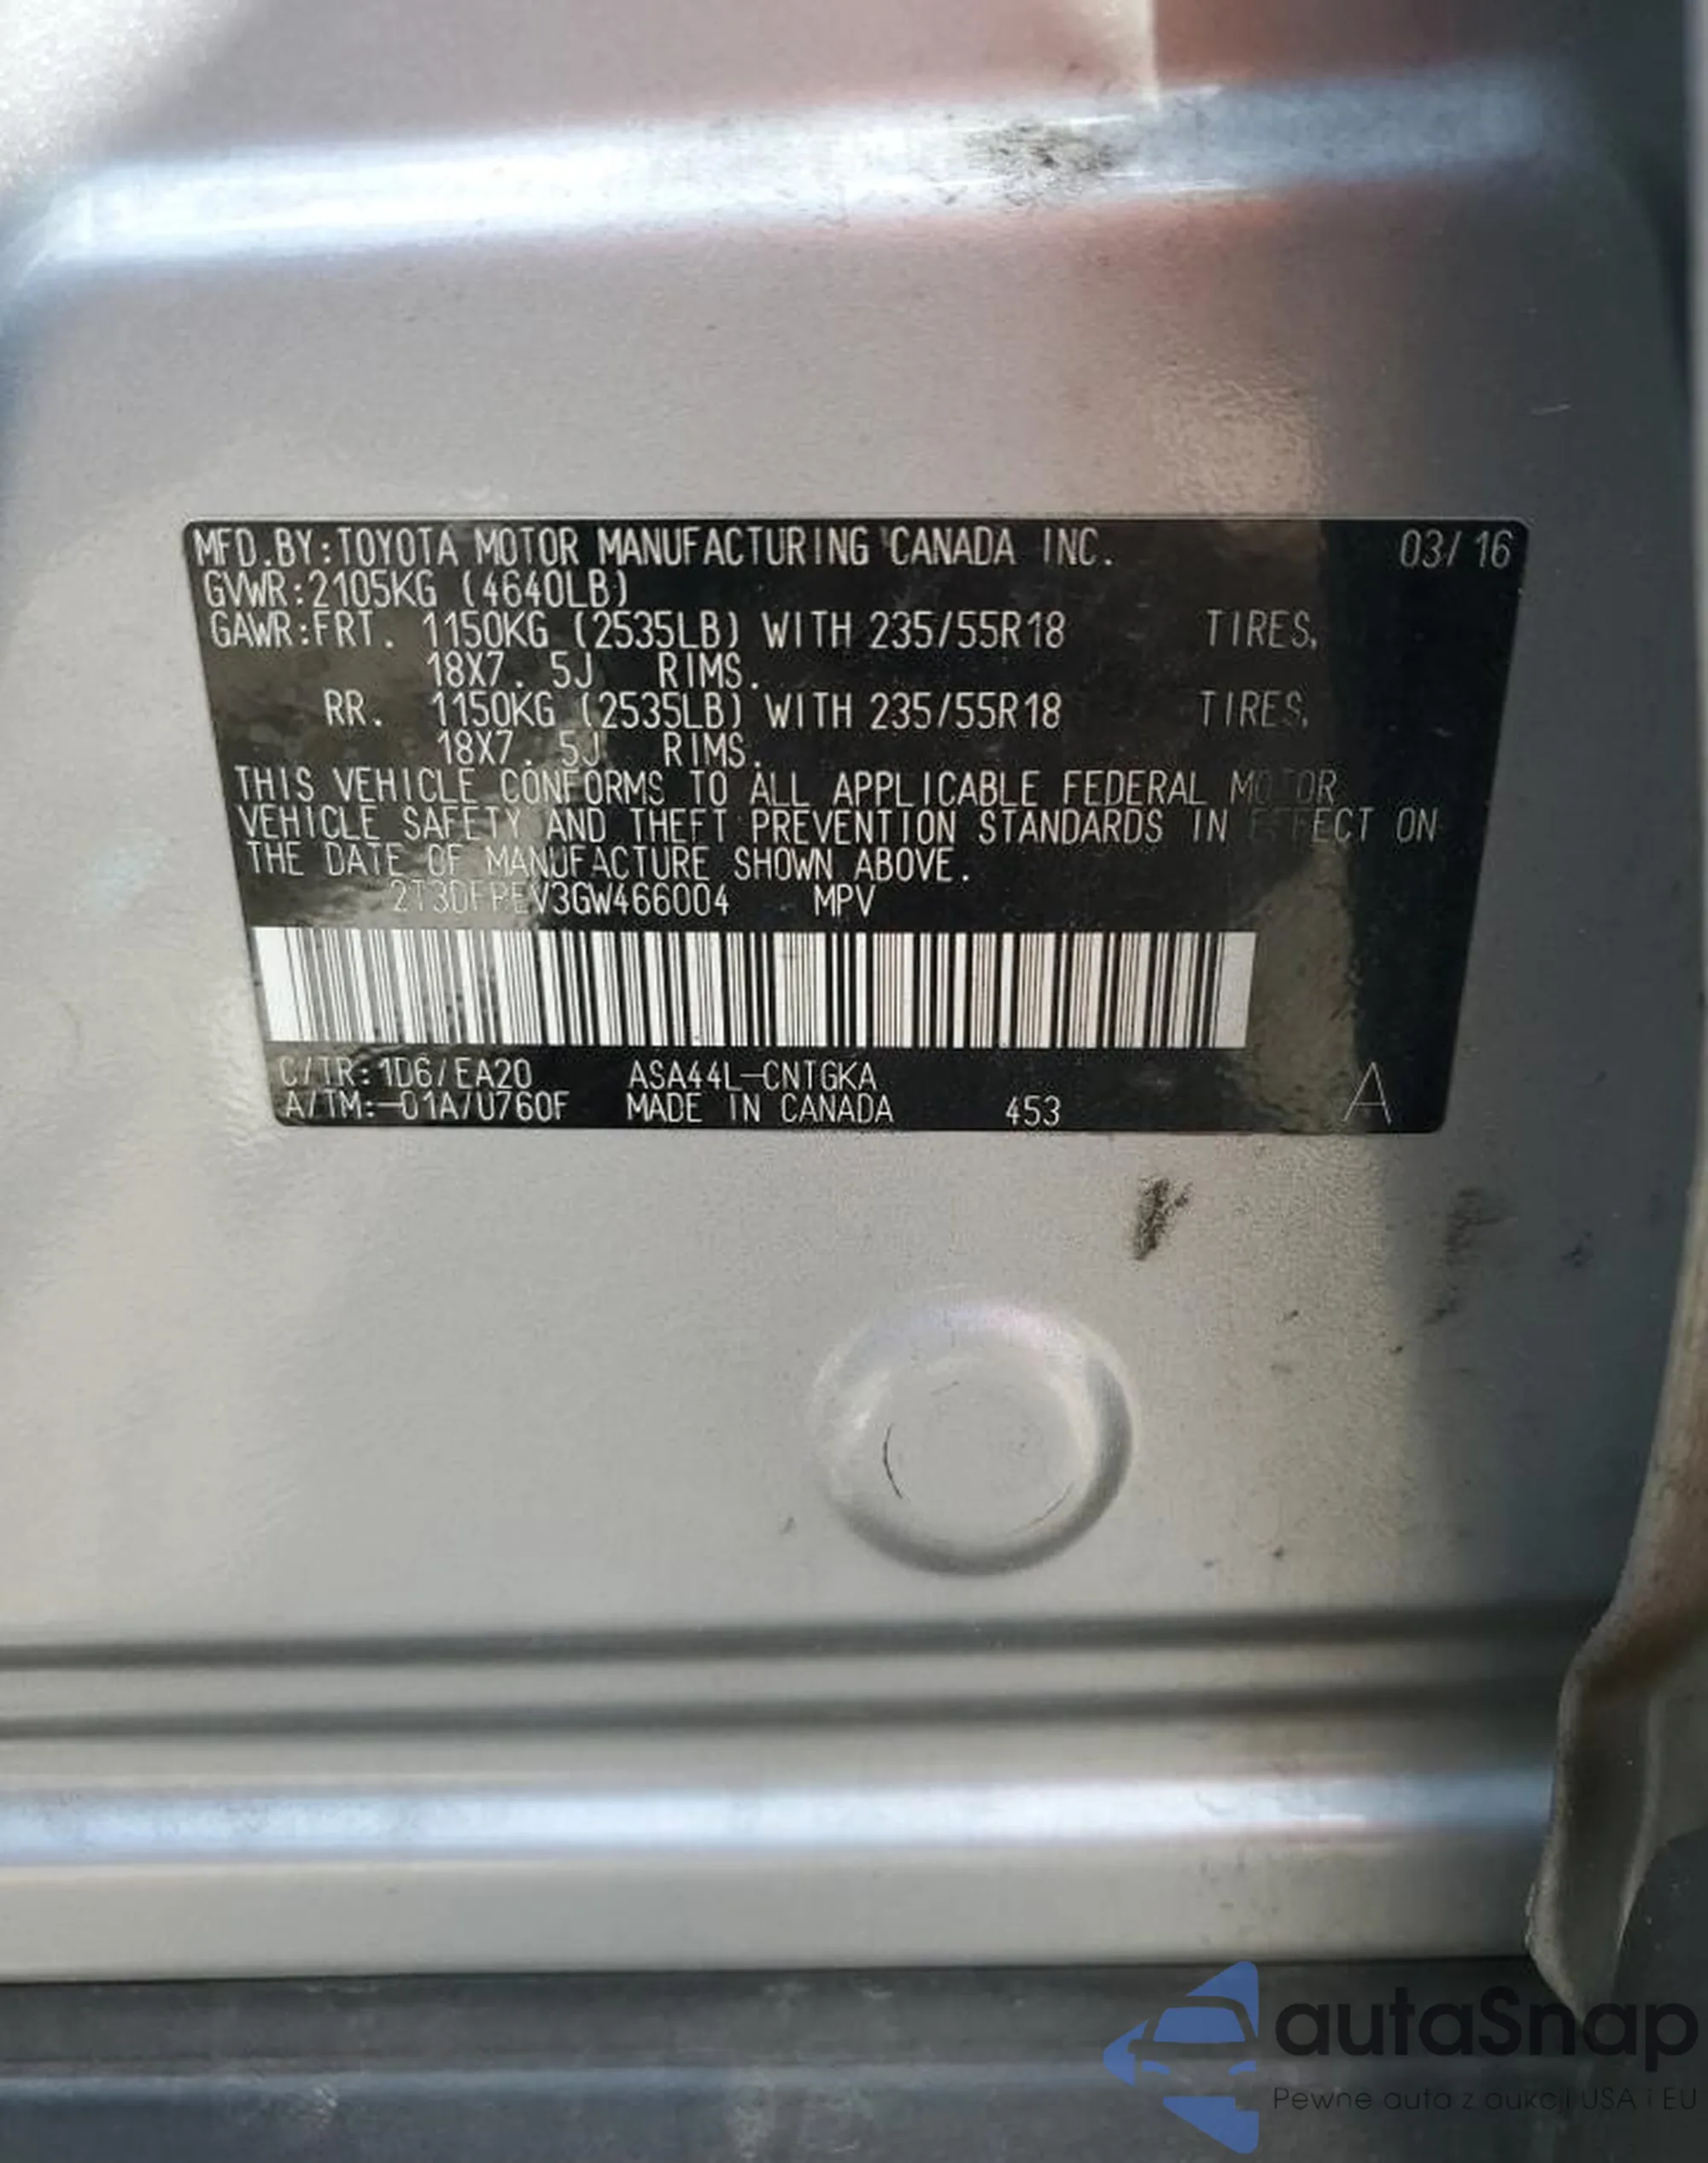 MFD.BY:TOYOTA MOTOR MANUFACTURING CANADA INC. 03/16
GVWR:2105KG (4640LB)
GAWR:FRT. 1150KG (2535LB) WITH 235/55R18 TIRES,
18X7. 5J RIMS.
RR. 1150KG (2535LB) WITH 235/55R18 TIRES,
18X7. 5J RIMS.
THIS VEHICLE CONFORMS TO ALL APPLICABLE FEDERAL MOTOR
VEHICLE SAFETY AND THEFT PREVENTION STANDARDS IN EFFECT ON
THE DATE OF MANUFACTURE SHOWN ABOVE.
MPV
C/TR:1D6/EA20 ASA44L-CNTGKA
A/TM:-01A/U760F MADE IN CANADA 453 A
autaSnap
Pewne auta z aukcji USA i EU